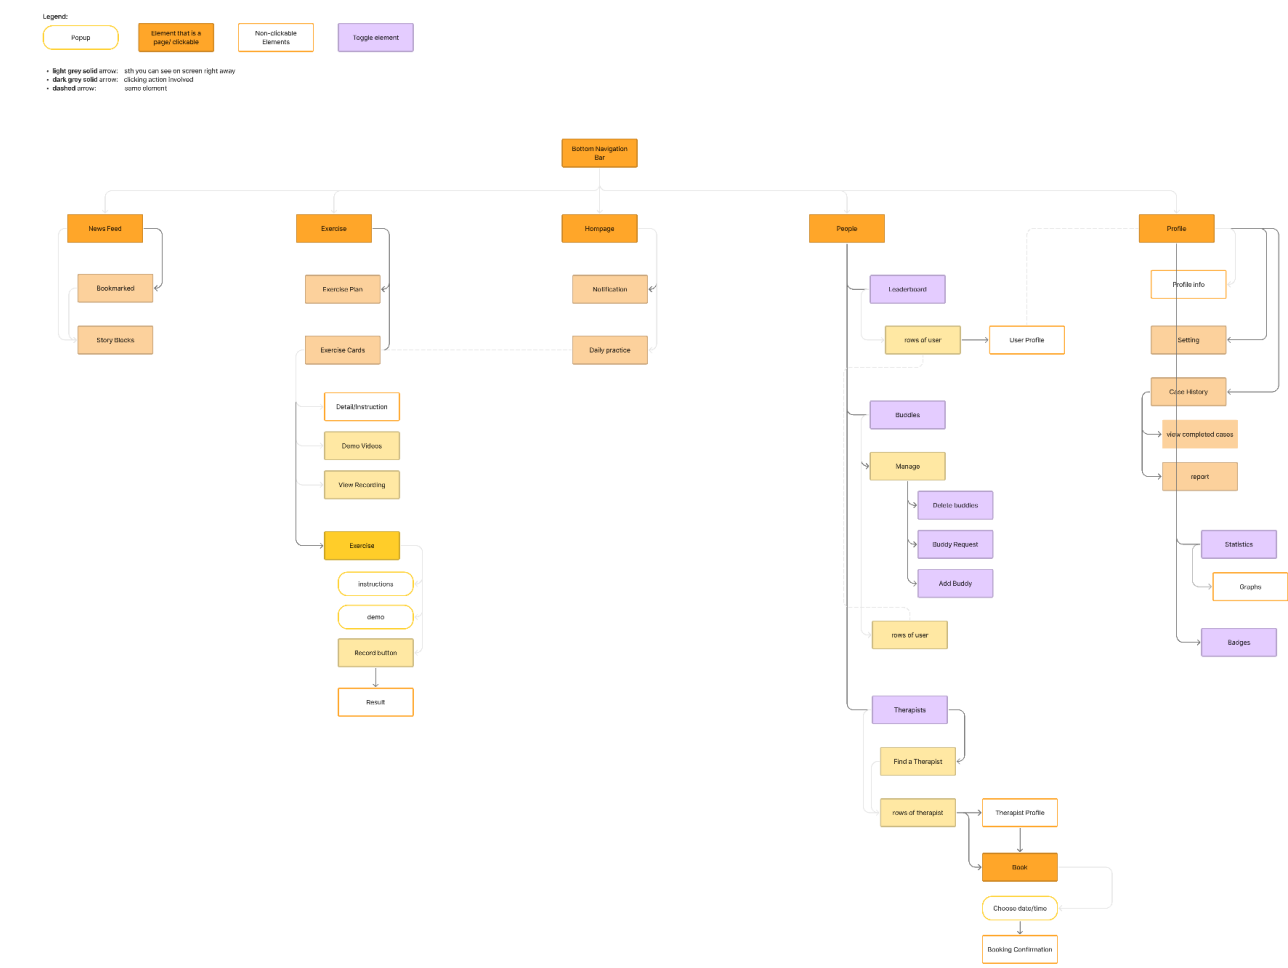 Legend:
Popup
Element that is a
page/ clickable
Non-clickable
Elements
Toggle element
• light grey solid arrow: sth you can see on screen right away
• dark grey solid arrow: clicking action involved
• dashed arrow: same element
Bottom Navigation
Bar
News Feed
Exercise
Hompage
People
Profile
Bookmarked
Story Blocks
Exercise Plan
Exercise Cards
Notification
Daily practice
Detail/Instruction
Demo Videos
View Recording
Exercise
instructions
demo
Record button
Result
Leaderboard
rows of user
User Profile
Buddies
Manage
Delete buddies
Buddy Request
Add Buddy
rows of user
Therapists
Find a Therapist
rows of therapist
Therapist Profile
Book
Choose date/time
Booking Confirmation
Profile info
Setting
Case History
view completed cases
report
Statistics
Graphs
Badges